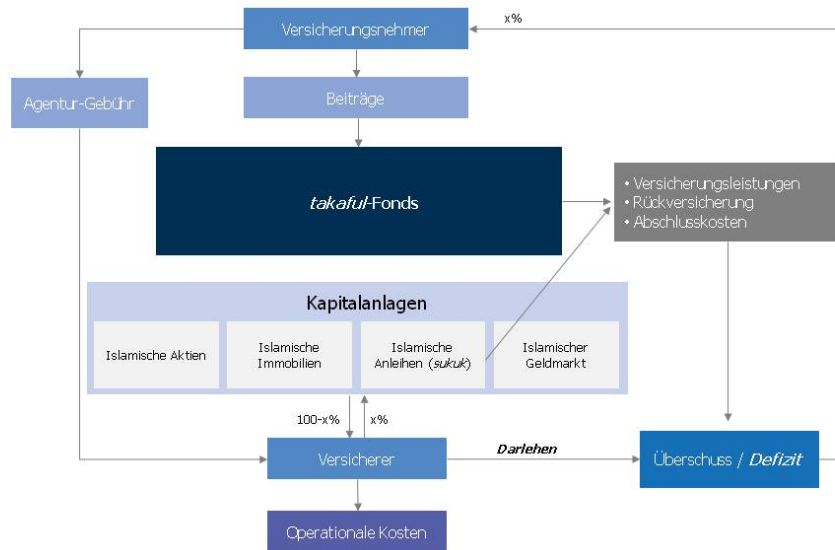 Versicherungsnehmer
x%
Agentur-Gebühr
Beiträge
takaful-Fonds
• Versicherungsleistungen
• Rückversicherung
• Abschlusskosten
Kapitalanlagen
Islamische Aktien
Islamische
Immobilien
Islamische
Anleihen (sukuk)
Islamischer
Geldmarkt
100-x%
x%
Versicherer
Darlehen
Überschuss / Defizit
Operationale Kosten